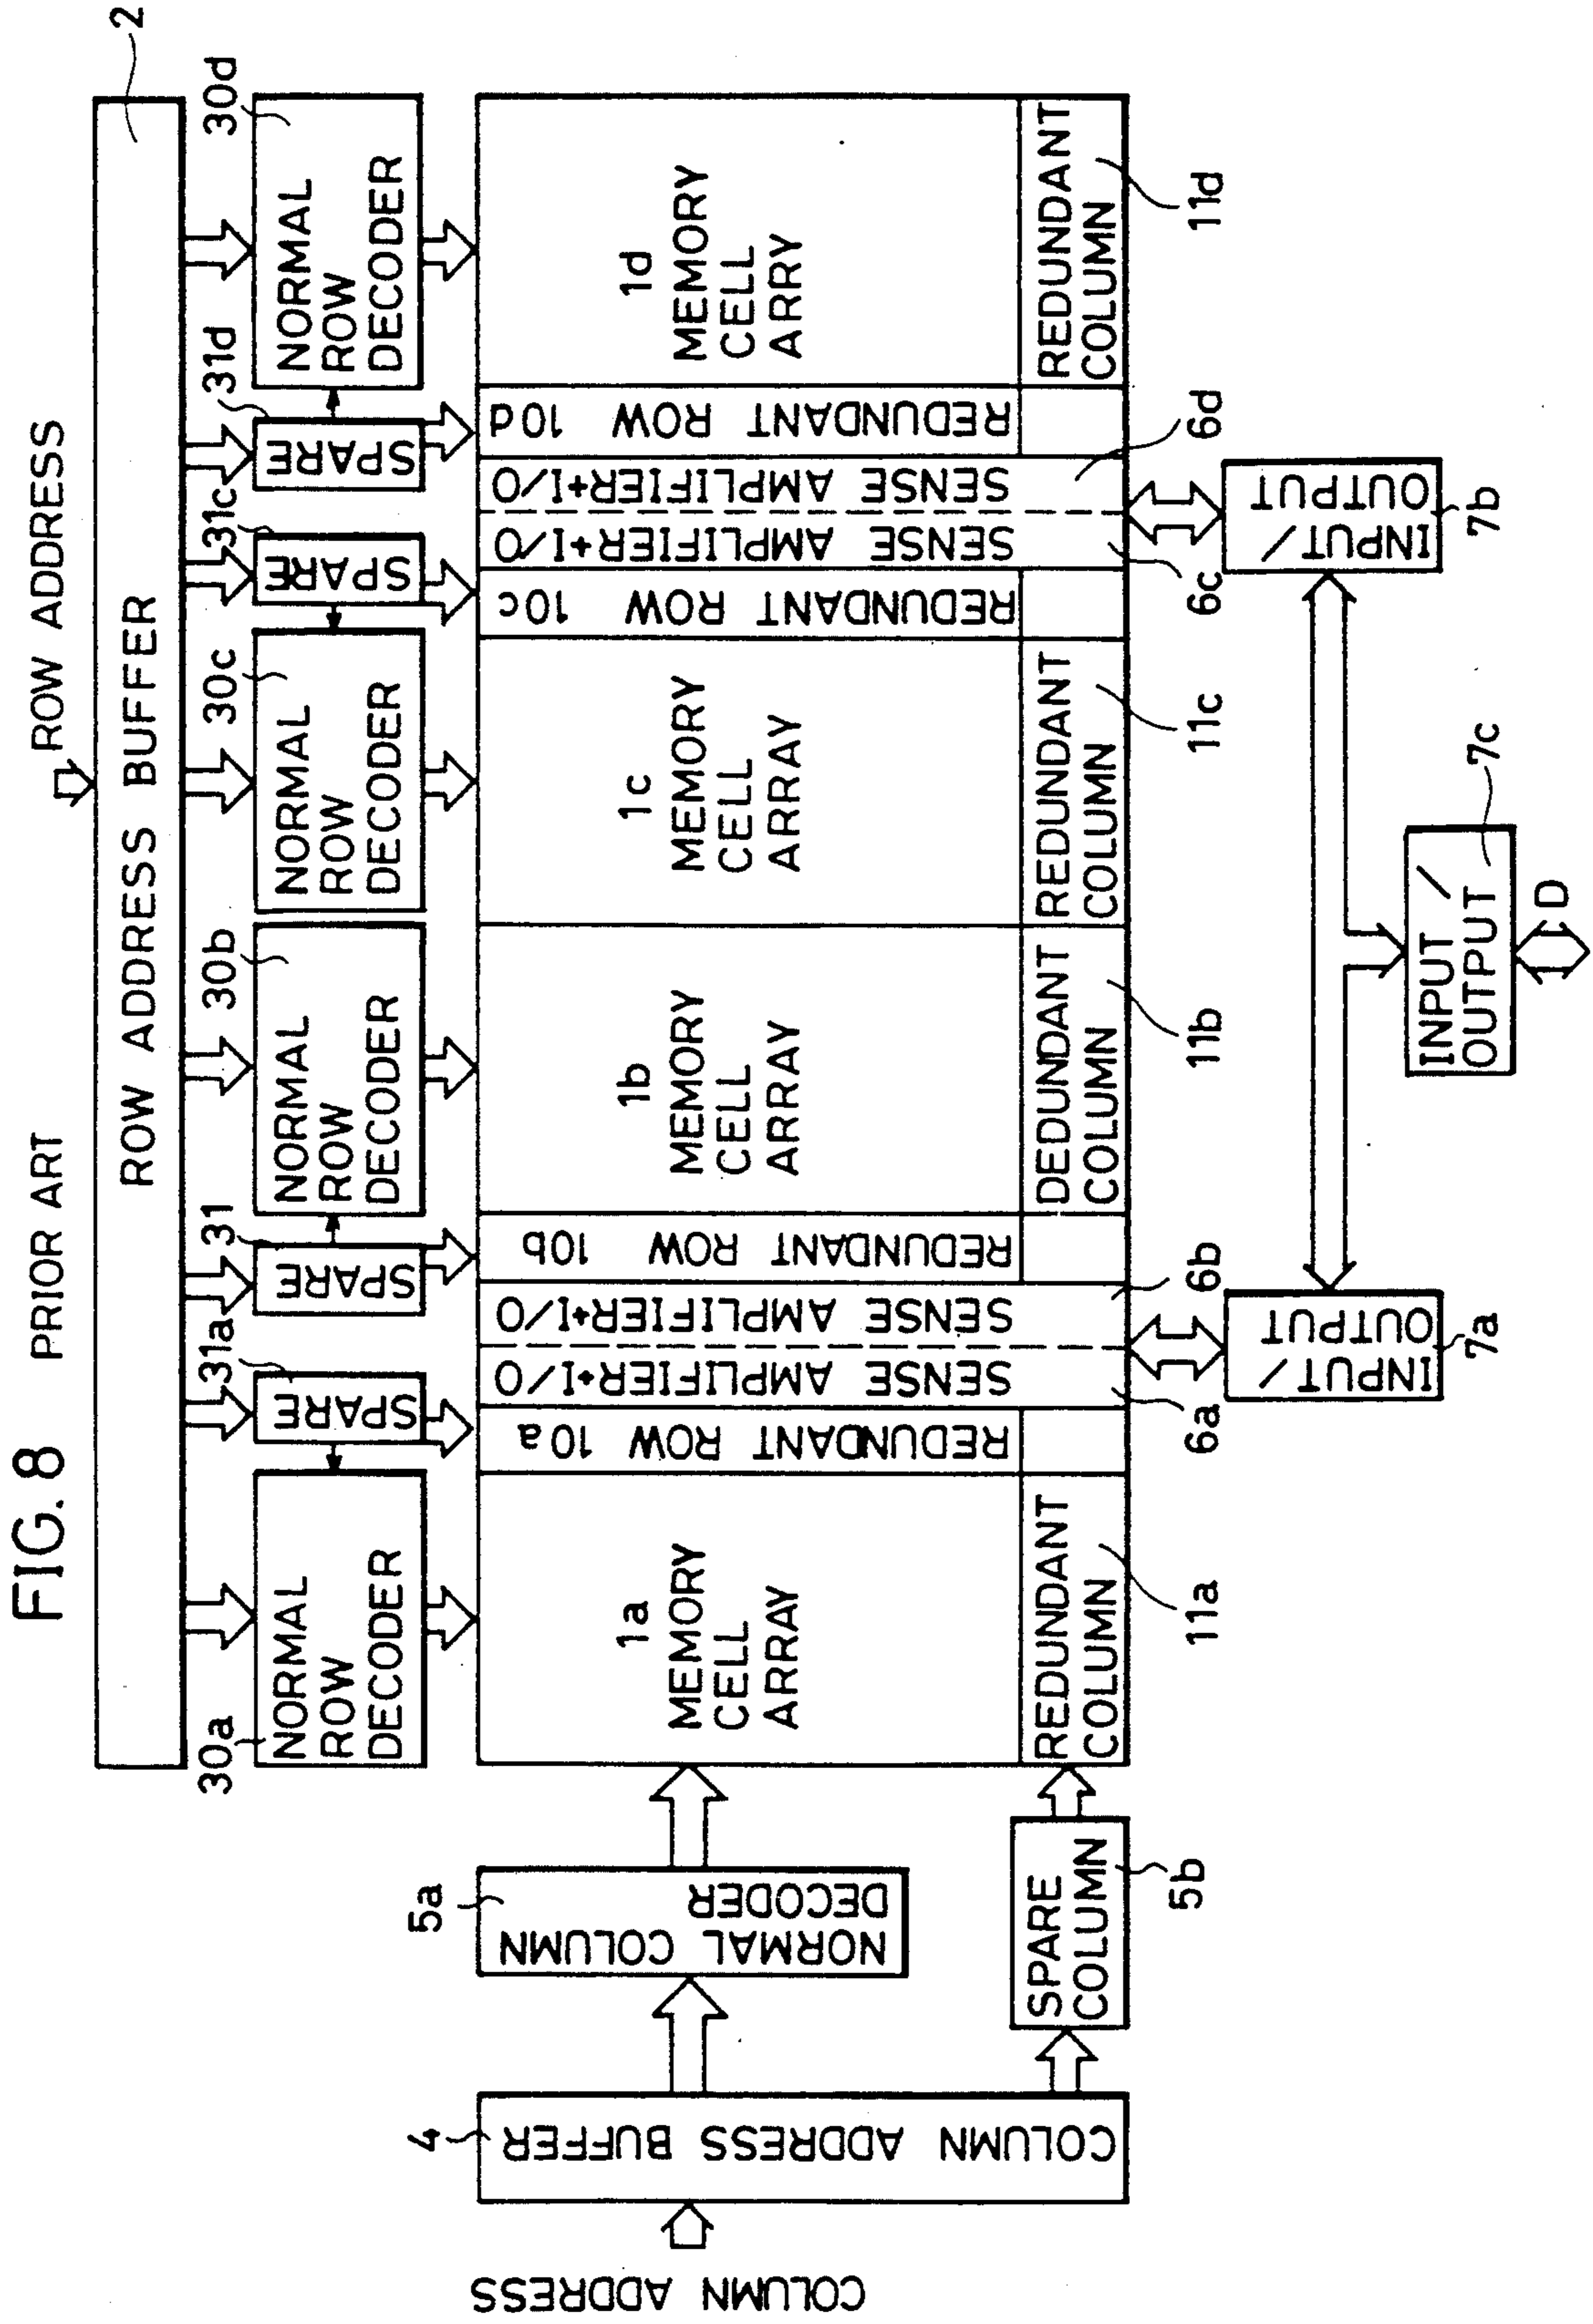 FIG. 8 PRIOR ART
ROW ADDRESS
2
ROW ADDRESS BUFFER
30a
31a
31
30b
30c
31c
31d
30d
NORMAL
ROW
DECODER
SPARE
SPARE
NORMAL
ROW
DECODER
NORMAL
ROW
DECODER
SPARE
SPARE
NORMAL
ROW
DECODER
COLUMN ADDRESS
4
COLUMN ADDRESS BUFFER
5a
NORMAL COLUMN
DECODER
SPARE
COLUMN
5b
1a
MEMORY
CELL
ARRAY
REDUNDANT ROW 10a
SENSE AMPLIFIER+I/O
SENSE AMPLIFIER+I/O
REDUNDANT ROW 10b
1b
MEMORY
CELL
ARRAY
1c
MEMORY
CELL
ARRAY
REDUNDANT ROW 10c
SENSE AMPLIFIER+I/O
SENSE AMPLIFIER+I/O
REDUNDANT ROW 10d
1d
MEMORY
CELL
ARRY
REDUNDANT
COLUMN
DEDUNDANT
COLUMN
REDUNDANT
COLUMN
REDUNDANT
COLUMN
11a
6a
6b
11b
11c
6c
6d
11d
INPUT/
OUTPUT
7a
INPUT/
OUTPUT
7b
INPUT/
OUTPUT
7c
D